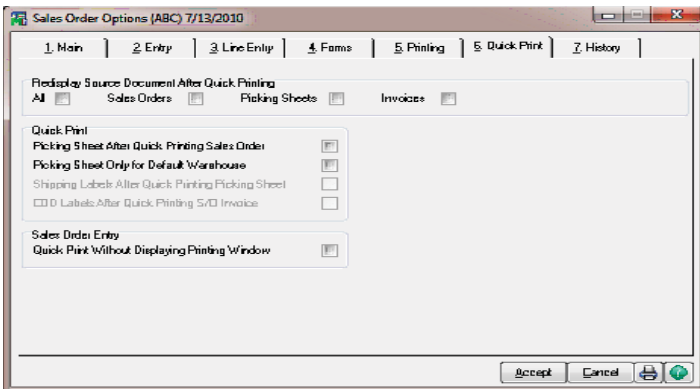 Sales Order Options (ABC) 7/13/2010
1. Main 2. Entry 3. Line Entry 4. Forms 5. Printing 6. Quick Print 7. History
Redisplay Source Document After Quick Printing
All Sales Orders Picking Sheets Invoices
Quick Print
Picking Sheet After Quick Printing Sales Order
Picking Sheet Only for Default Warehouse
Shipping Labels After Quick Printing Picking Sheet
COD Labels After Quick Printing S/O Invoice
Sales Order Entry
Quick Print Without Displaying Printing Window
Accept Cancel